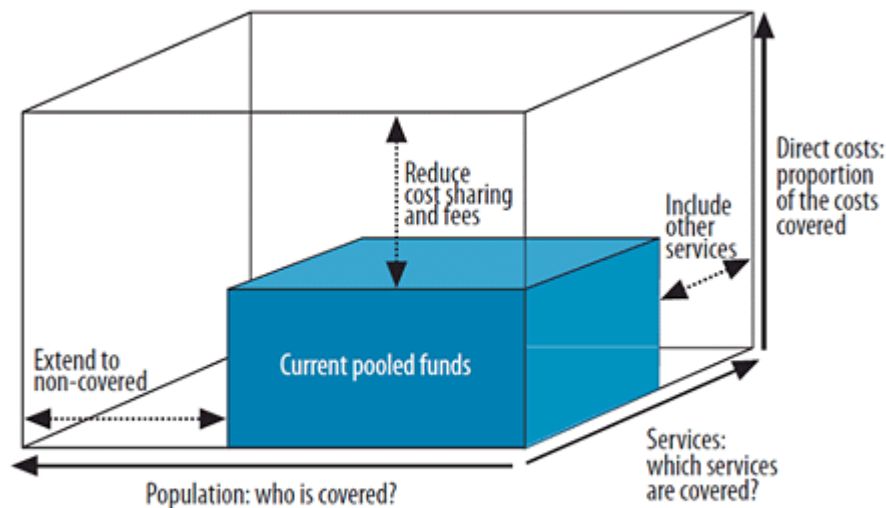 Reduce
cost sharing
and fees
Include
other
services
Direct costs:
proportion
of the costs
covered
Extend to
non-covered
Current pooled funds
Services:
which services
are covered?
Population: who is covered?